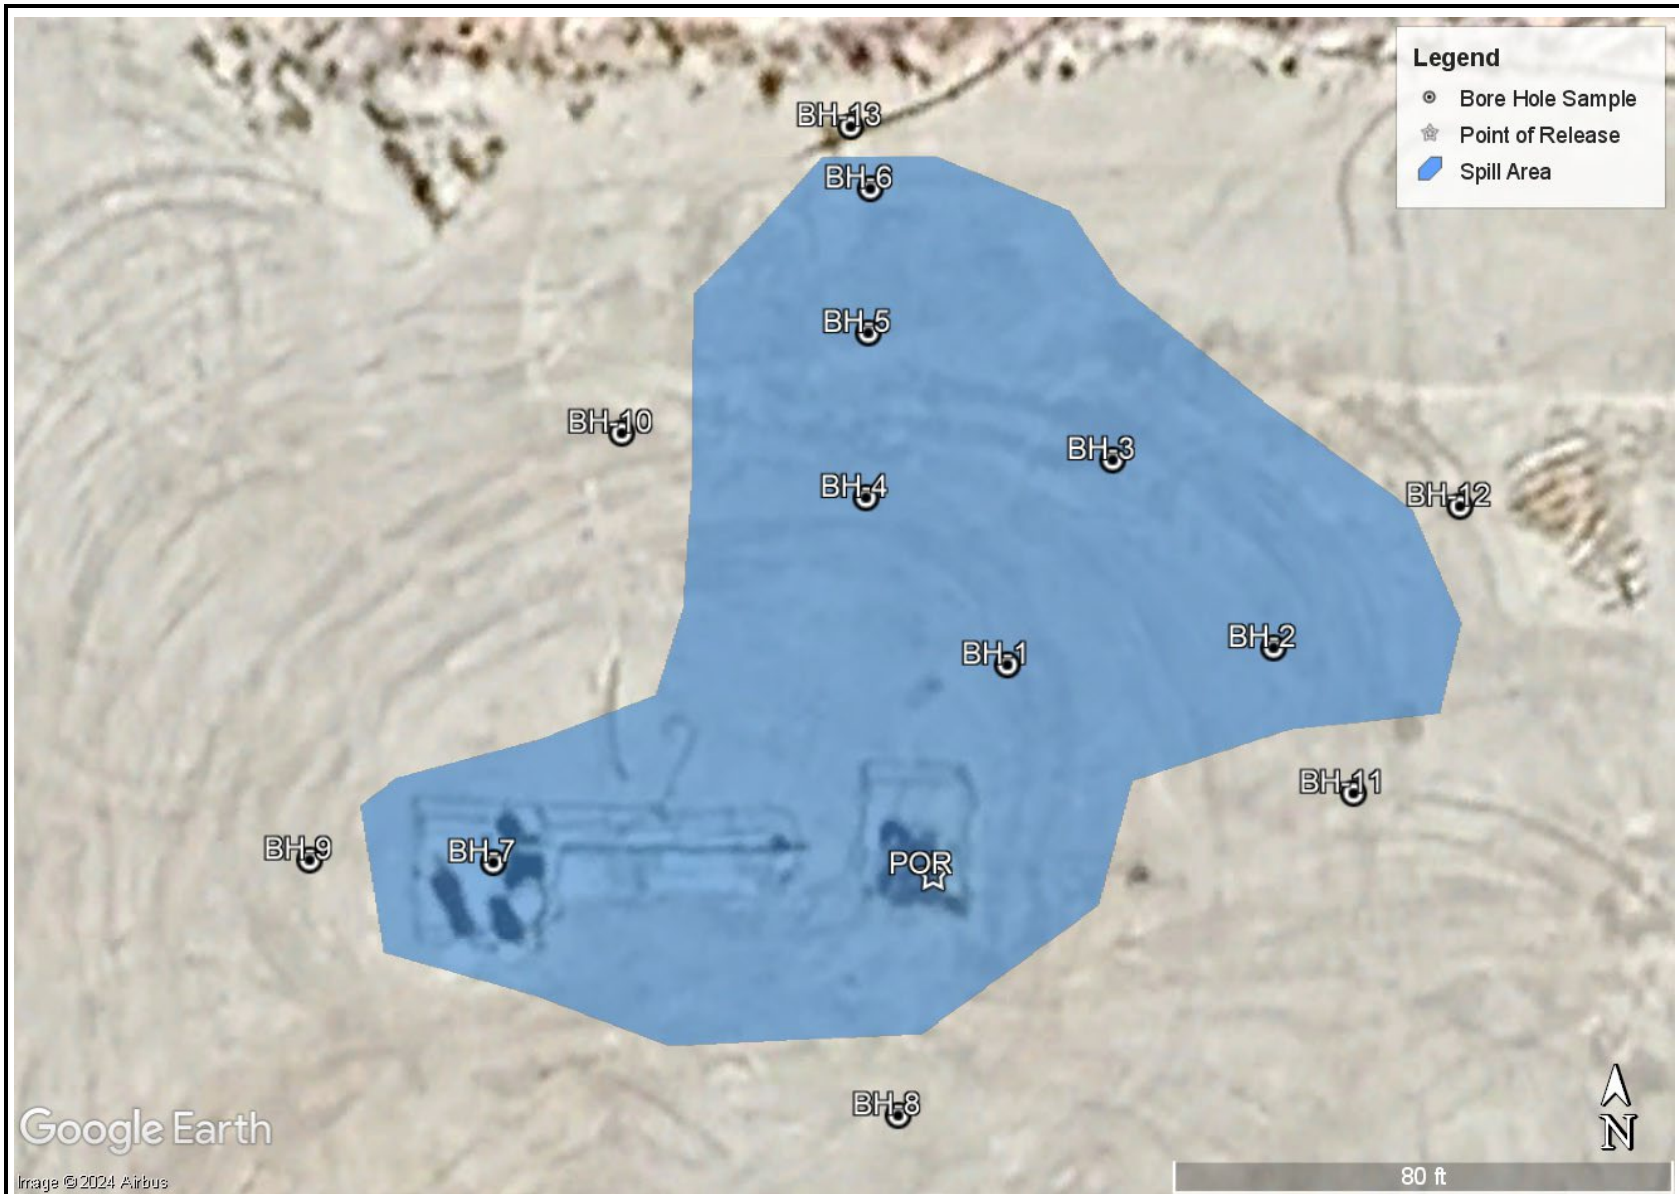 Legend
Bore Hole Sample
Point of Release
Spill Area
BH-13
BH-6
BH-5
BH-10
BH-3
BH-4
BH-12
BH-2
BH-1
BH-11
BH-9
BH-7
POR
BH-8
N
Google Earth
80 ft
Image © 2024 Airbus